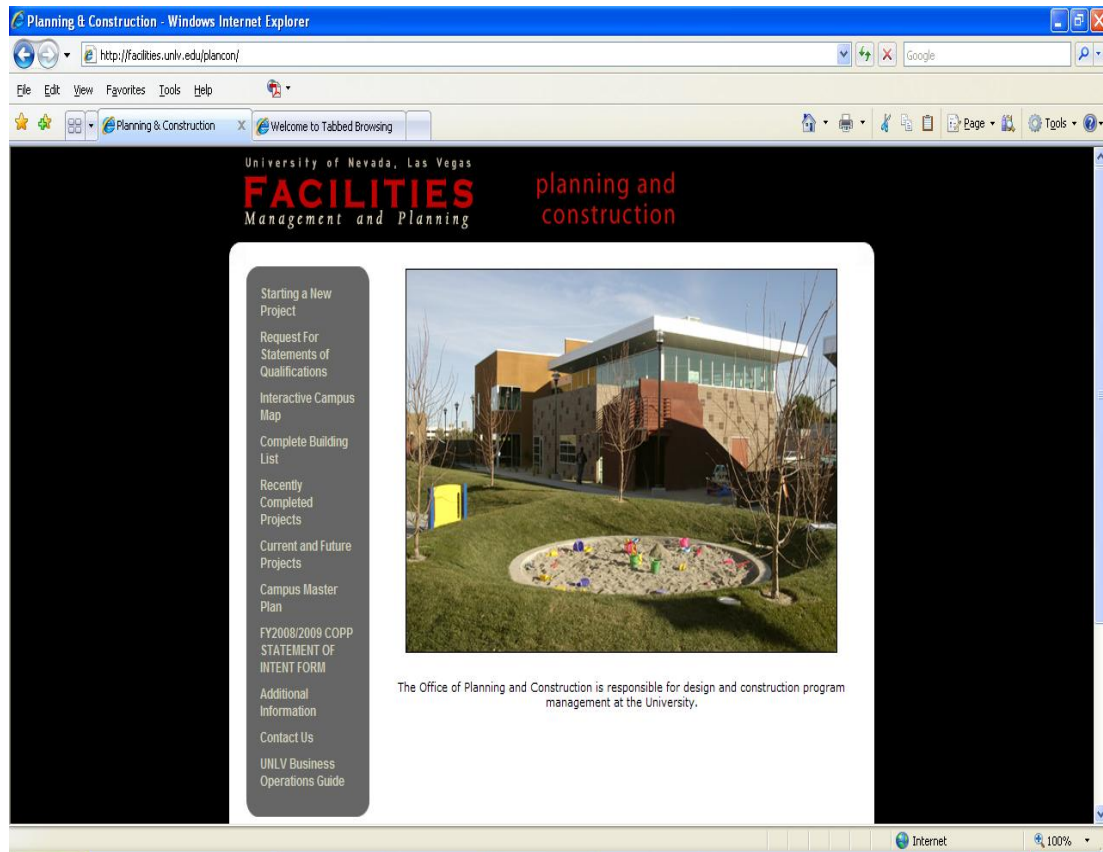 Planning & Construction - Windows Internet Explorer
http://facilities.unlv.edu/plancon/
Google
File Edit View Favorites Tools Help
Planning & Construction X
Welcome to Tabbed Browsing
Page
Tools
University of Nevada, Las Vegas
FACILITIES
Management and Planning
planning and
construction
Starting a New
Project
Request For
Statements of
Qualifications
Interactive Campus
Map
Complete Building
List
Recently
Completed
Projects
Current and Future
Projects
Campus Master
Plan
FY2008/2009 COPP
STATEMENT OF
INTENT FORM
Additional
Information
Contact Us
UNLV Business
Operations Guide
The Office of Planning and Construction is responsible for design and construction program
management at the University.
Internet
100%